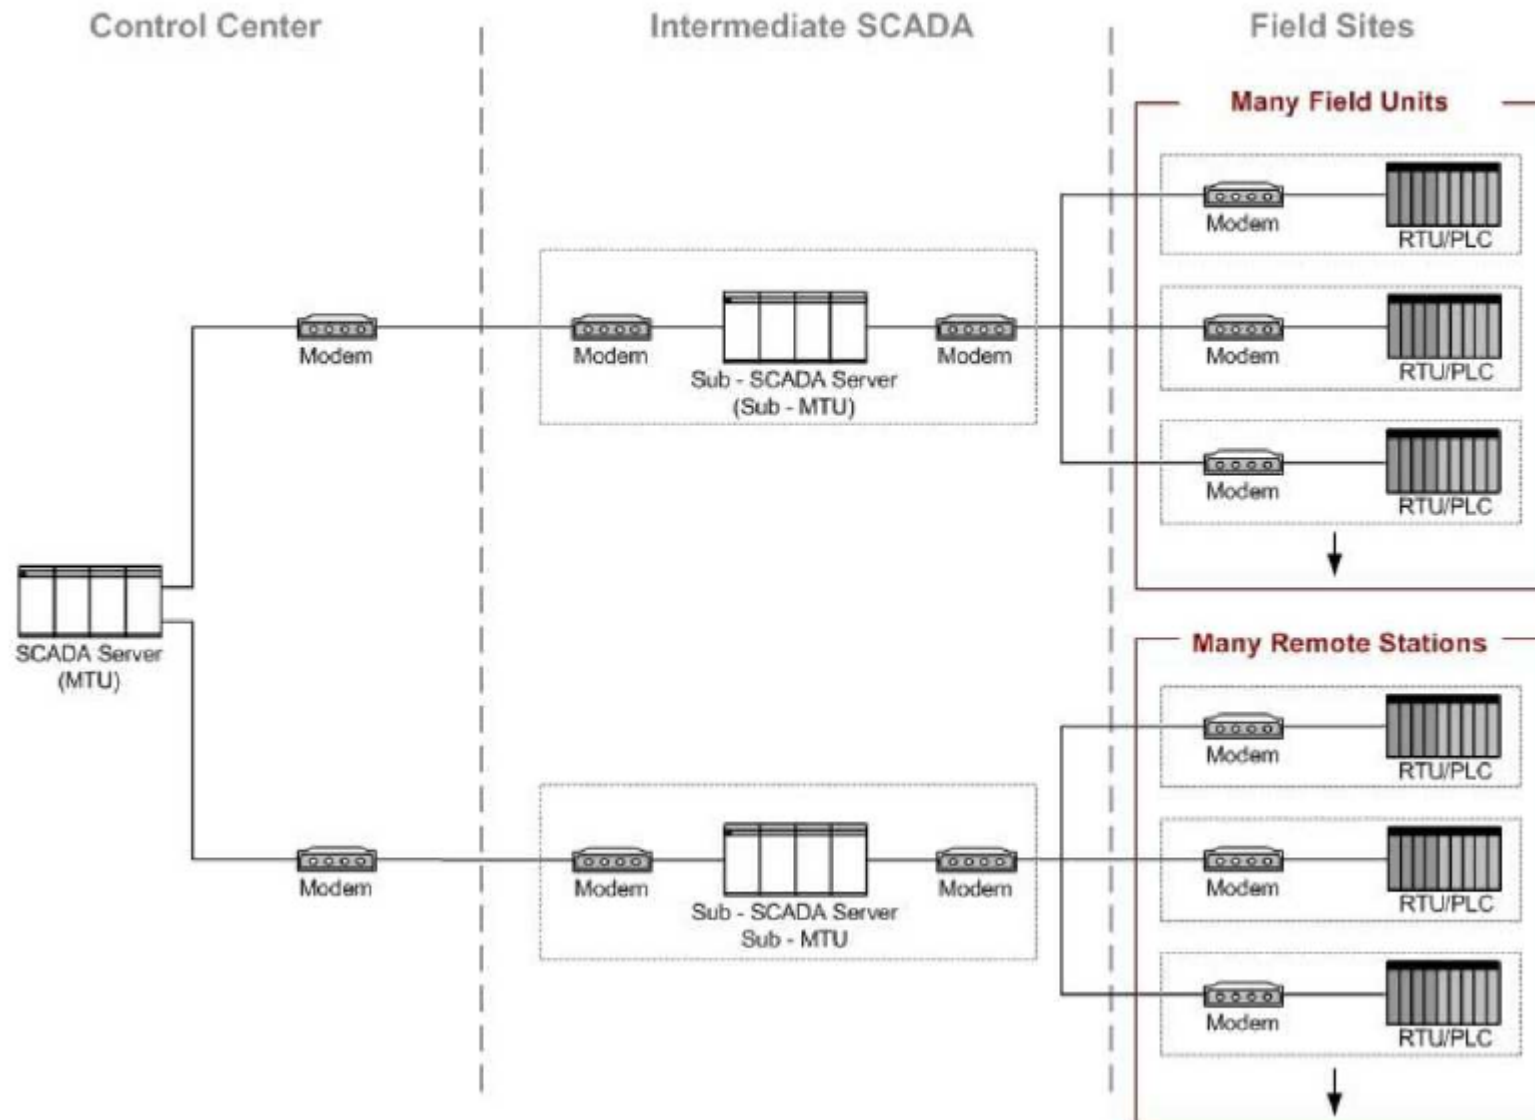 Control Center
Intermediate SCADA
Field Sites
Many Field Units
Modem
RTU/PLC
Modem
Modem
Sub - SCADA Server
(Sub - MTU)
Modem
Modem
RTU/PLC
Modem
RTU/PLC
SCADA Server
(MTU)
Many Remote Stations
Modem
RTU/PLC
Modem
Modem
Sub - SCADA Server
Sub - MTU
Modem
Modem
RTU/PLC
Modem
RTU/PLC